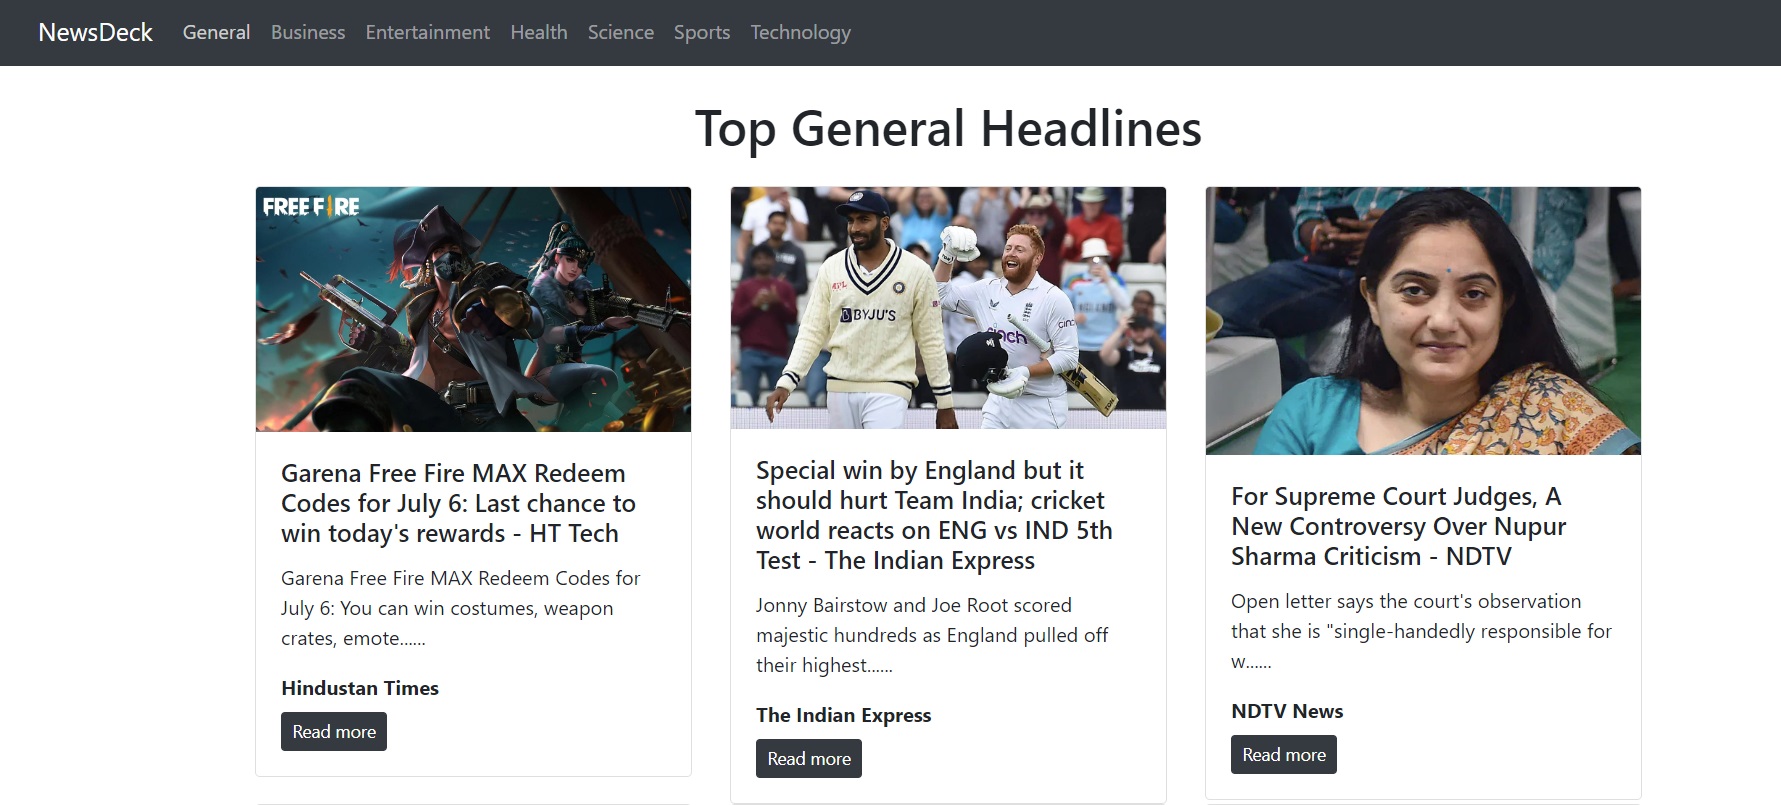 NewsDeck General Business Entertainment Health Science Sports Technology
Top General Headlines
FREE FIRE
Garena Free Fire MAX Redeem
Codes for July 6: Last chance to
win today's rewards - HT Tech
Garena Free Fire MAX Redeem Codes for
July 6: You can win costumes, weapon
crates, emote......
Hindustan Times
Read more
BYJU'S
cinch
cinch
Special win by England but it
should hurt Team India; cricket
world reacts on ENG vs IND 5th
Test - The Indian Express
Jonny Bairstow and Joe Root scored
majestic hundreds as England pulled off
their highest......
The Indian Express
Read more
For Supreme Court Judges, A
New Controversy Over Nupur
Sharma Criticism - NDTV
Open letter says the court's observation
that she is "single-handedly responsible for
w......
NDTV News
Read more